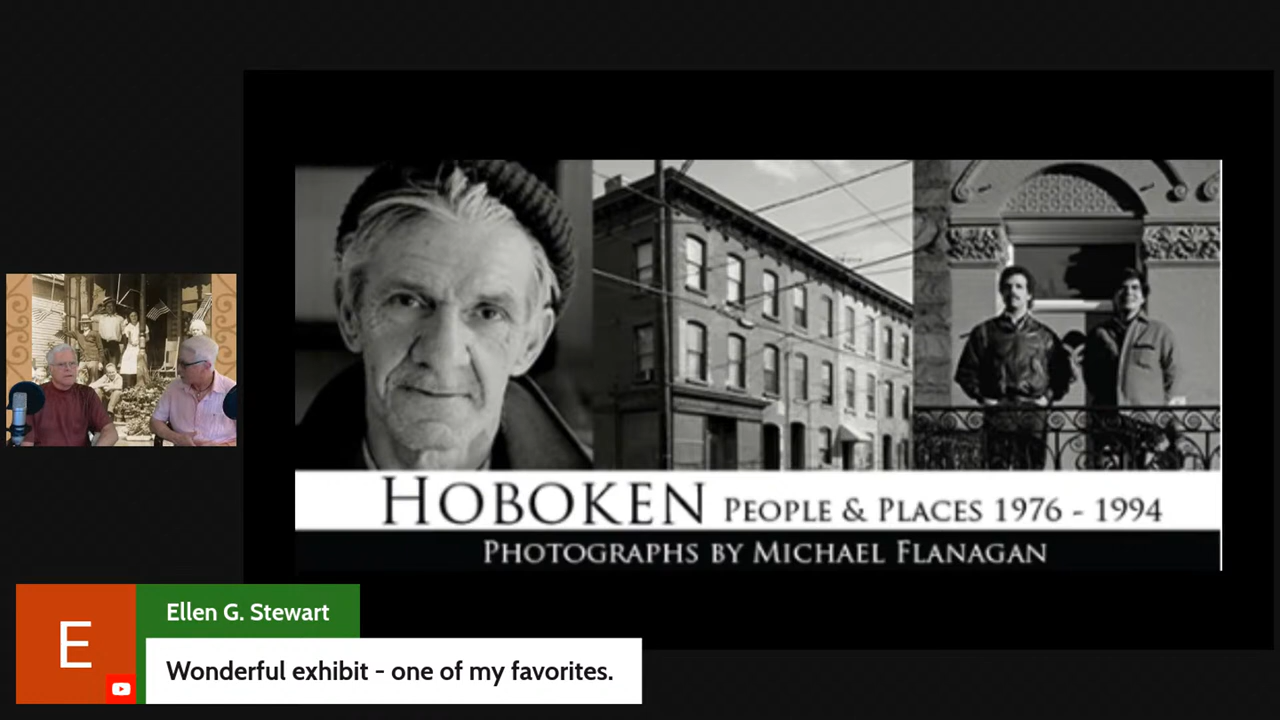 HOBOKEN PEOPLE & PLACES 1976 - 1994
PHOTOGRAPHS BY MICHAEL FLANAGAN
E
Ellen G. Stewart
Wonderful exhibit - one of my favorites.